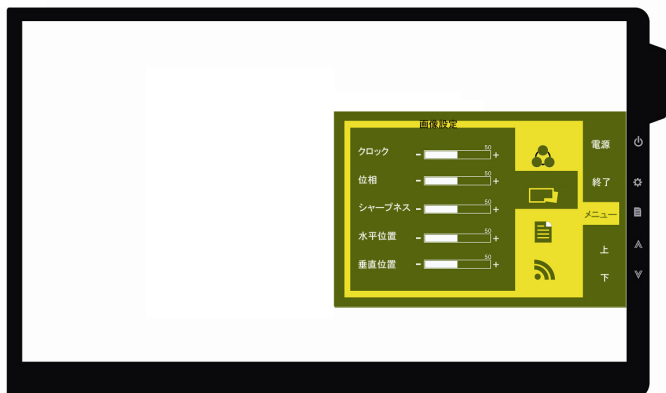 画像設定
クロック - 50 +
位相 - 50 +
シャープネス - 50 +
水平位置 - 50 +
垂直位置 - 50 +
電源
終了
メニュー
上
下